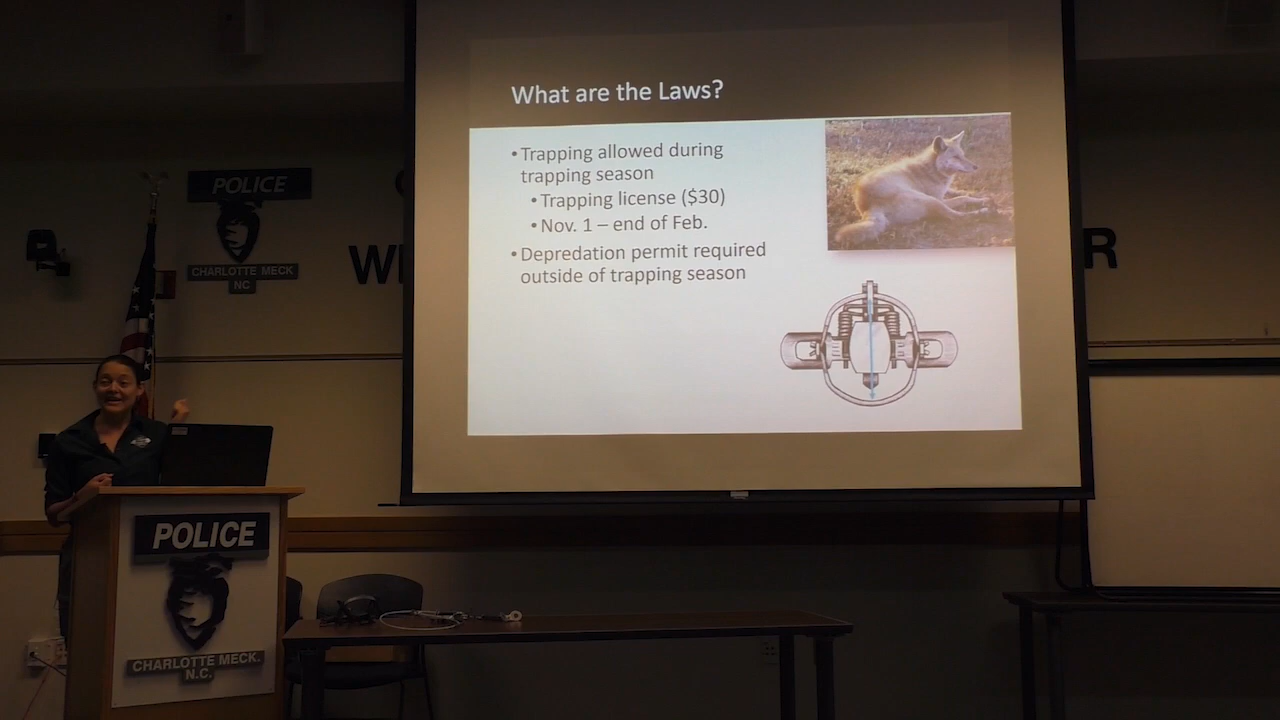 What are the Laws?
• Trapping allowed during
trapping season
• Trapping license ($30)
• Nov. 1 – end of Feb.
• Depredation permit required
outside of trapping season
POLICE
CHARLOTTE MECK
NC
R
POLICE
CHARLOTTE MECK.
N.C.